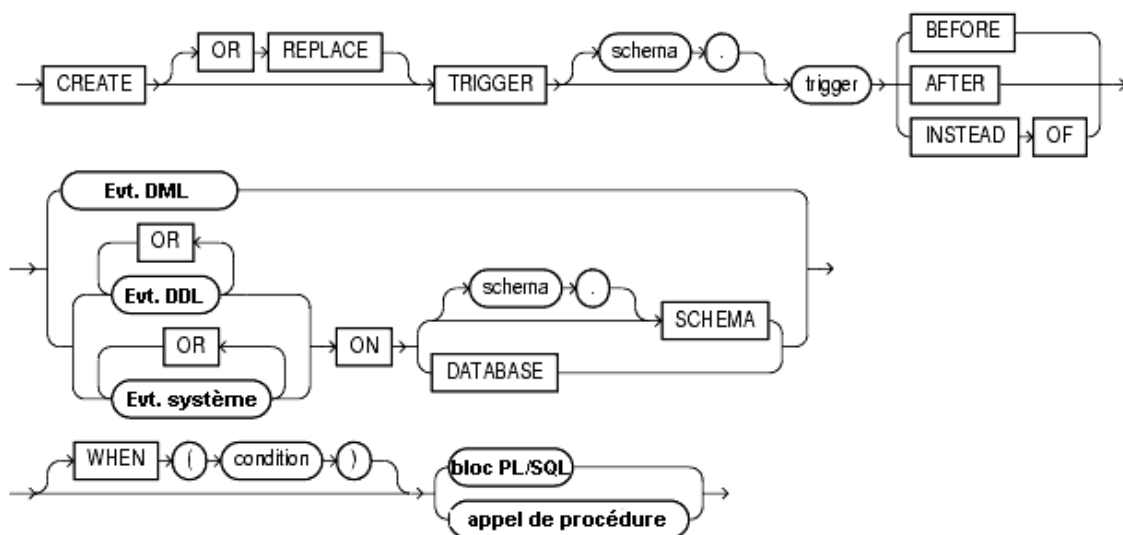 OR REPLACE schema . BEFORE
CREATE TRIGGER trigger AFTER
INSTEAD OF
Evt. DML
OR
Evt. DDL schema . SCHEMA
OR ON DATABASE
Evt. système
WHEN ( condition ) bloc PL/SQL
appel de procédure